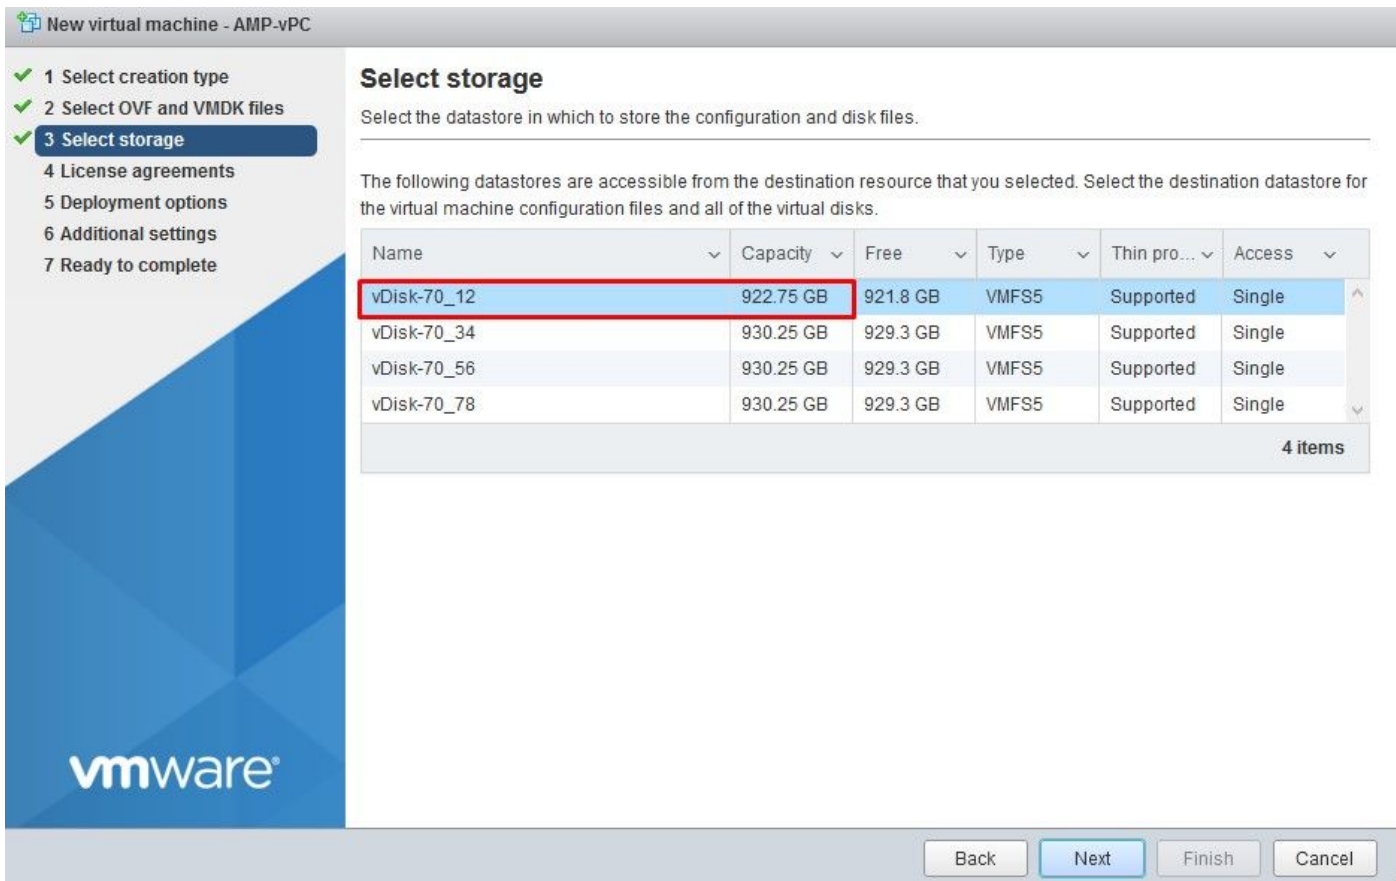 New virtual machine - AMP-vPC
1 Select creation type
2 Select OVF and VMDK files
3 Select storage
4 License agreements
5 Deployment options
6 Additional settings
7 Ready to complete
vmware®
Select storage
Select the datastore in which to store the configuration and disk files.
The following datastores are accessible from the destination resource that you selected. Select the destination datastore for
the virtual machine configuration files and all of the virtual disks.
Name Capacity Free Type Thin pro... Access
vDisk-70_12 922.75 GB 921.8 GB VMFS5 Supported Single
vDisk-70_34 930.25 GB 929.3 GB VMFS5 Supported Single
vDisk-70_56 930.25 GB 929.3 GB VMFS5 Supported Single
vDisk-70_78 930.25 GB 929.3 GB VMFS5 Supported Single
4 items
Back Next Finish Cancel